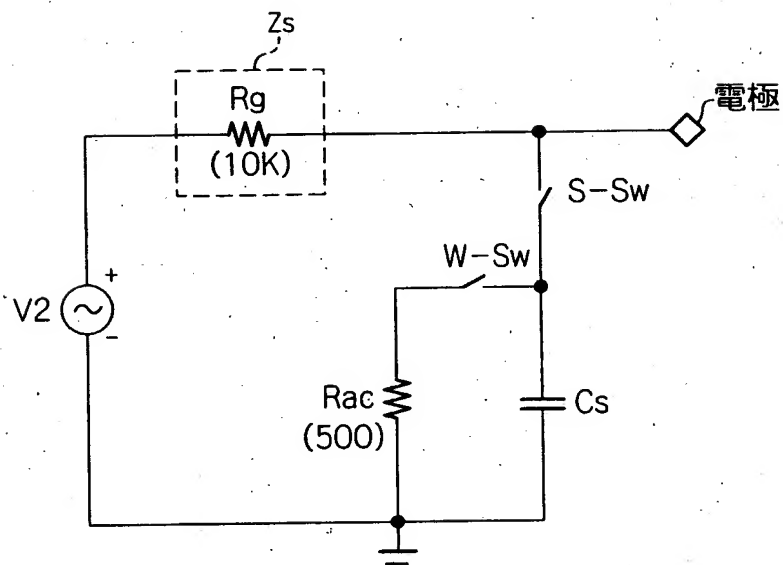 Zs
Rg
(10K)
電極
S-Sw
W-Sw
+
V2
-
Rac
(500)
Cs